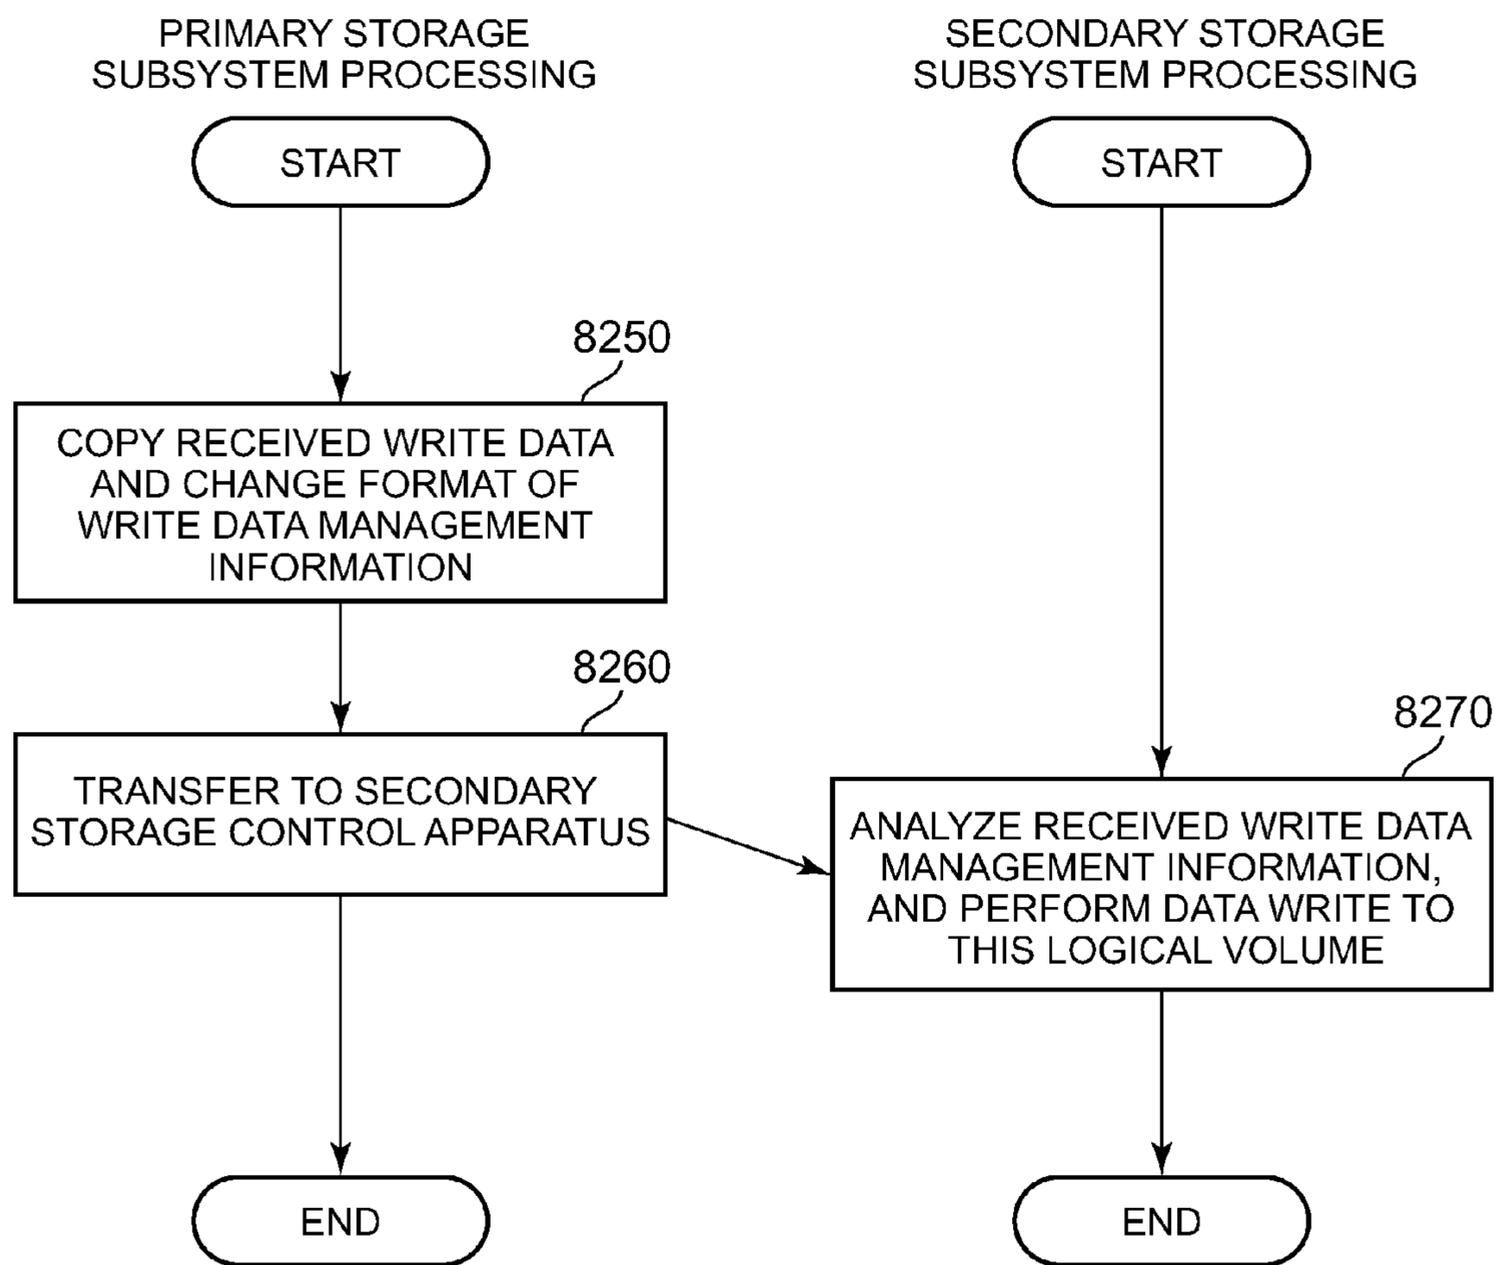 PRIMARY STORAGE
SUBSYSTEM PROCESSING
START
8250
COPY RECEIVED WRITE DATA
AND CHANGE FORMAT OF
WRITE DATA MANAGEMENT
INFORMATION
8260
TRANSFER TO SECONDARY
STORAGE CONTROL APPARATUS
END
SECONDARY STORAGE
SUBSYSTEM PROCESSING
START
8270
ANALYZE RECEIVED WRITE DATA
MANAGEMENT INFORMATION,
AND PERFORM DATA WRITE TO
THIS LOGICAL VOLUME
END